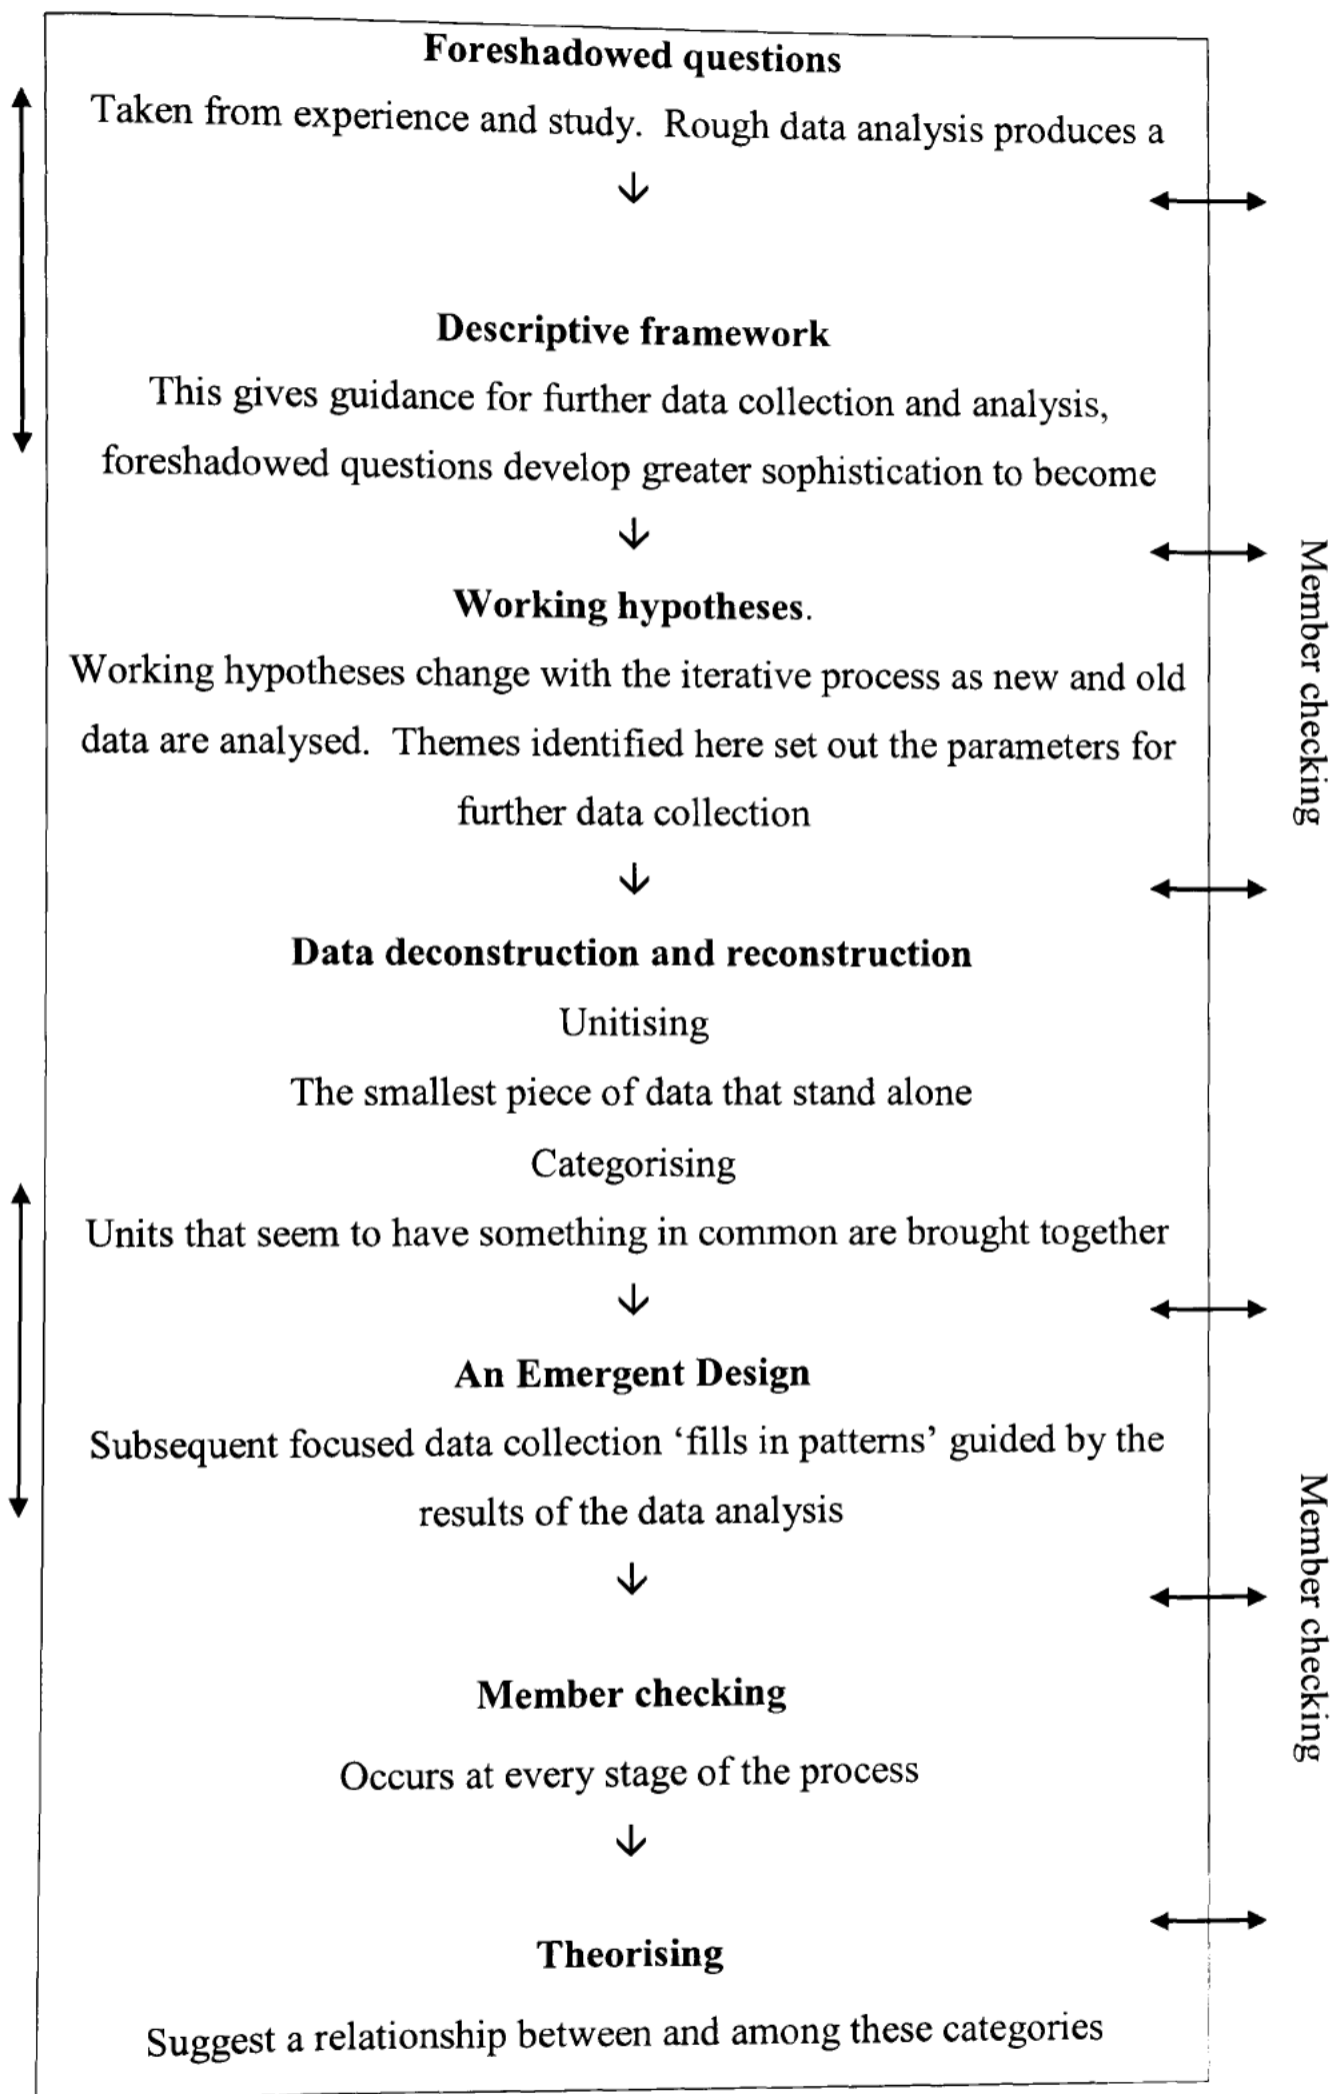 Foreshadowed questions
Taken from experience and study.  Rough data analysis produces a
Descriptive framework
This gives guidance for further data collection and analysis,
foreshadowed questions develop greater sophistication to become
Working hypotheses.
Working hypotheses change with the iterative process as new and old
data are analysed.  Themes identified here set out the parameters for
further data collection
Data deconstruction and reconstruction
Unitising
The smallest piece of data that stand alone
Categorising
Units that seem to have something in common are brought together
An Emergent Design
Subsequent focused data collection ‘fills in patterns’ guided by the
results of the data analysis
Member checking
Occurs at every stage of the process
Theorising
Suggest a relationship between and among these categories
Member checking
Member checking